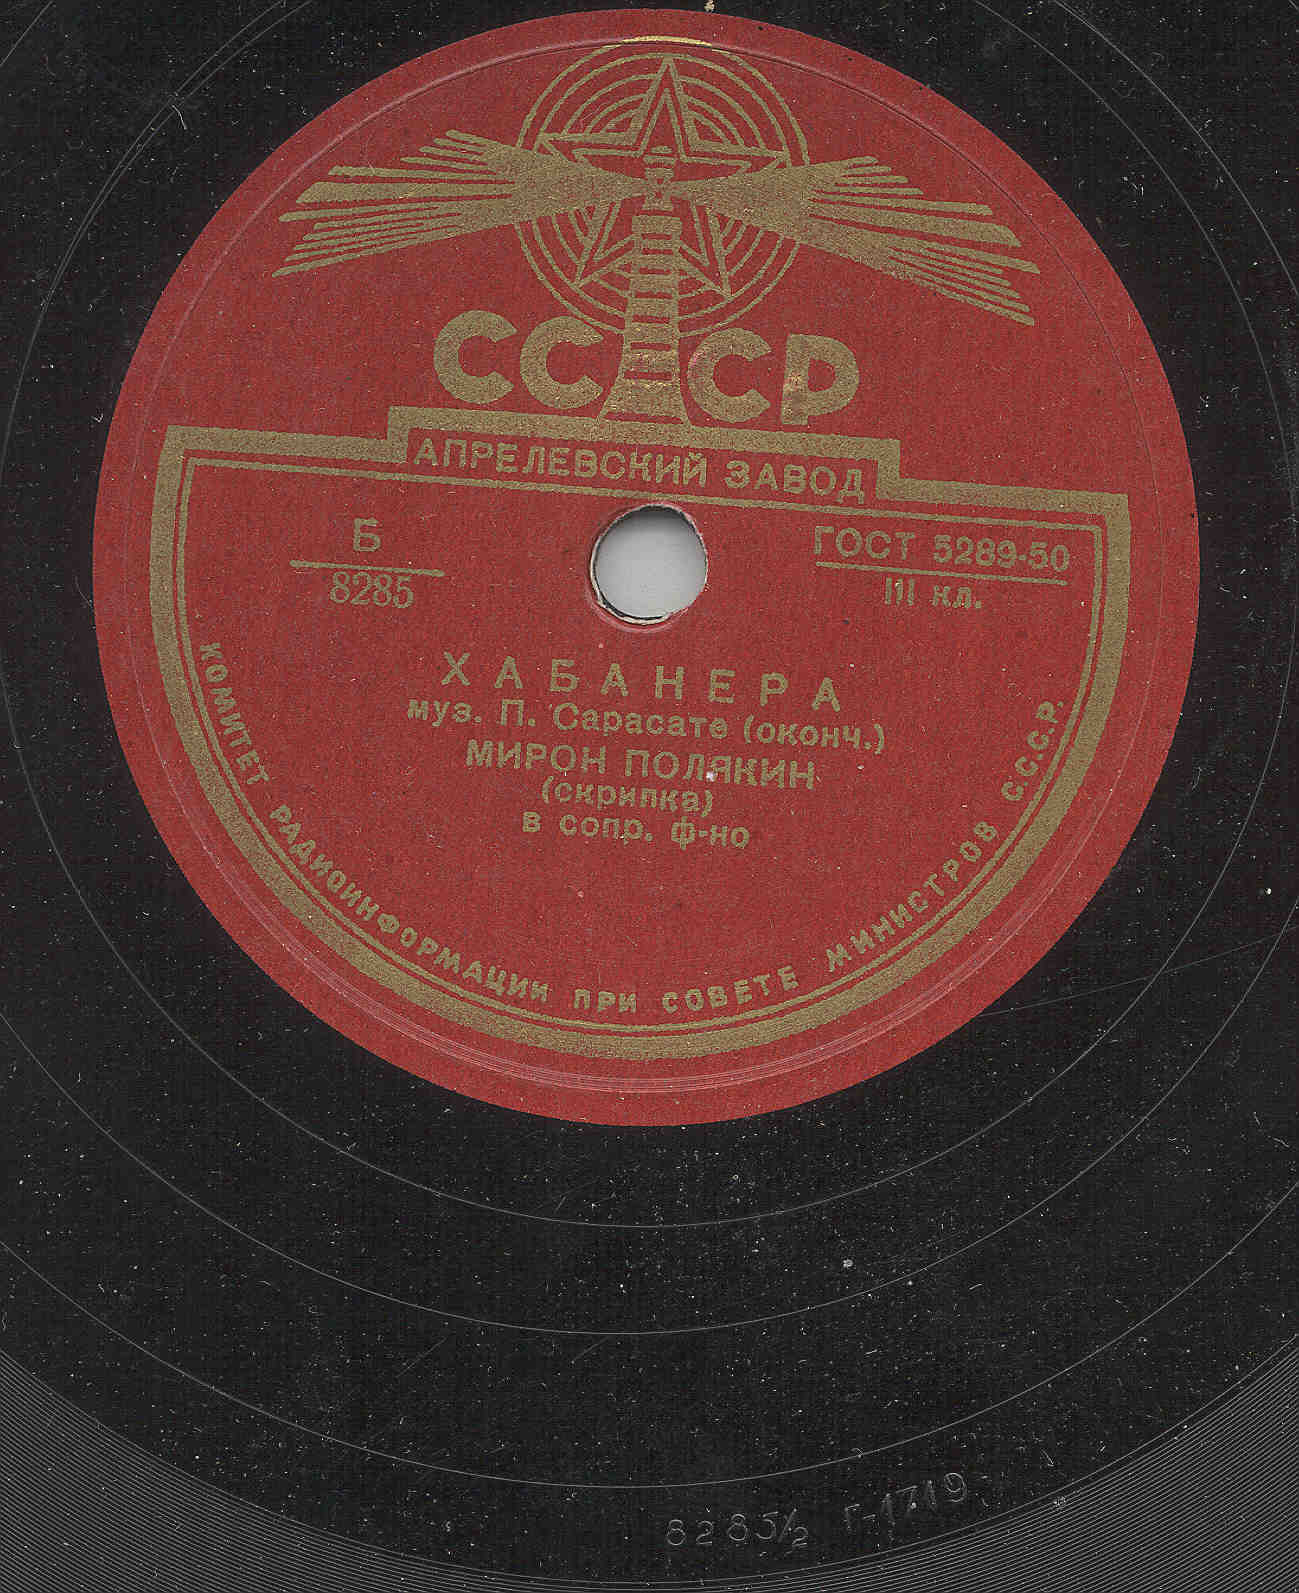 СССР
АПРЕЛЕВСКИЙ ЗАВОД
Б
8285
ГОСТ 5289-50
III кл.
ХАБАНЕРА
муз. П. Сарасате (оконч.)
МИРОН ПОЛЯКИН
(скрипка)
в сопр. ф-но
КОМИТЕТ РАДИОИНФОРМАЦИИ ПРИ СОВЕТЕ МИНИСТРОВ С.С.С.Р.
8285/2 Г-1719